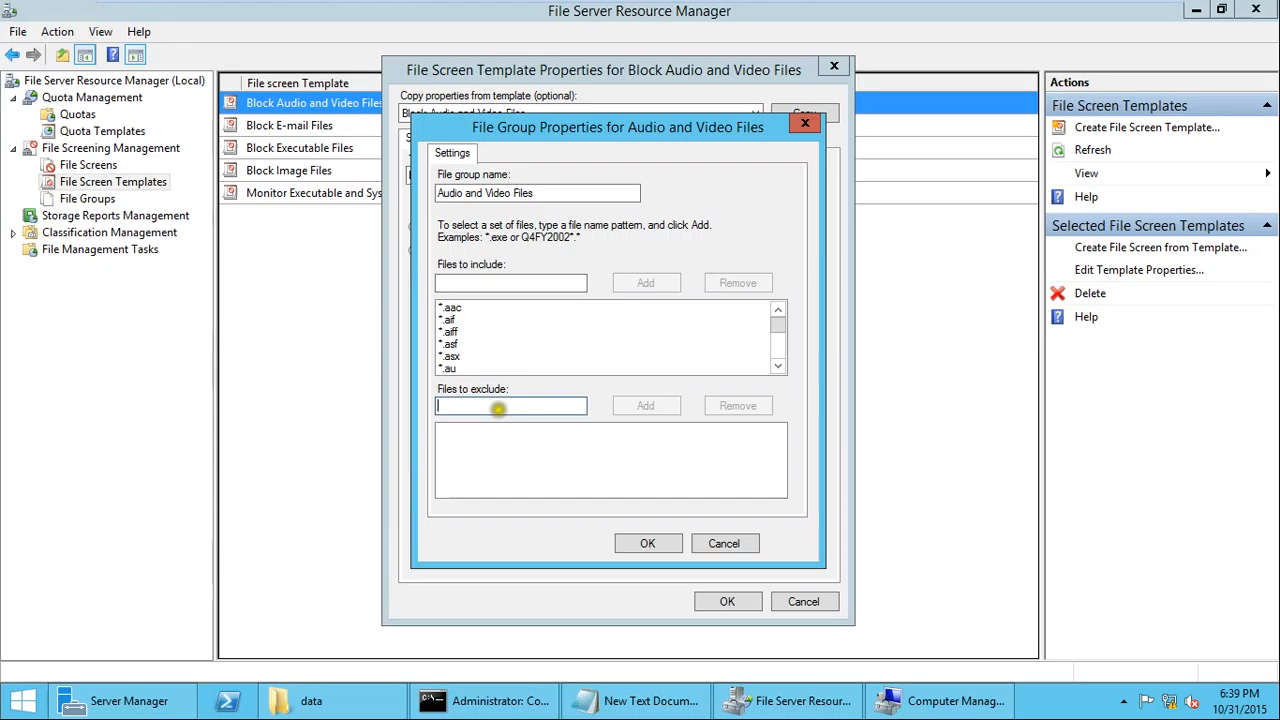 File Server Resource Manager
File Action View Help
File Server Resource Manager (Local)
Quota Management
Quotas
Quota Templates
File Screening Management
File Screens
File Screen Templates
File Groups
Storage Reports Management
Classification Management
File Management Tasks
File screen Template
Block Audio and Video Files
Block E-mail Files
Block Executable Files
Block Image Files
Monitor Executable and Sys
File Screen Template Properties for Block Audio and Video Files
Copy properties from template (optional):
Block Audio and Video Files
Copy
File Group Properties for Audio and Video Files
Settings
File group name:
Audio and Video Files
To select a set of files, type a file name pattern, and click Add.
Examples: *.exe or Q4FY2002*.*
Files to include:
Add Remove
*.aac
*.aif
*.aiff
*.asf
*.asx
*.au
Files to exclude:
Add Remove
OK Cancel
OK Cancel
Actions
File Screen Templates
Create File Screen Template...
Refresh
View
Help
Selected File Screen Templates
Create File Screen from Template...
Edit Template Properties...
Delete
Help
Server Manager
data
Administrator: Co...
New Text Docum...
File Server Resour...
Computer Manag...
6:39 PM
10/31/2015